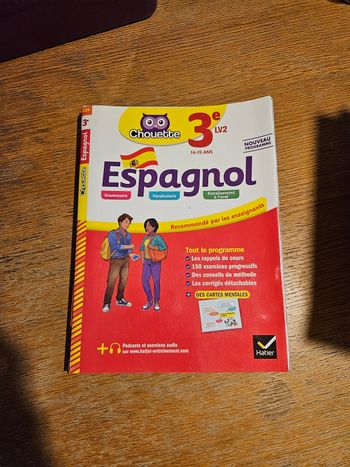 Chouette
3e
LV2
14-15 ANS
NOUVEAU
PROGRAMME
Espagnol
Grammaire
Vocabulaire
Entraînement
à l'oral
Recommandé par les enseignants
Tout le programme
Les rappels de cours
150 exercices progressifs
Des conseils de méthode
Les corrigés détachables
+ DES CARTES MENTALES
+
Podcasts et exercices audio
sur www.hatier-entrainement.com
Hatier
3e
Espagnol
Chouette